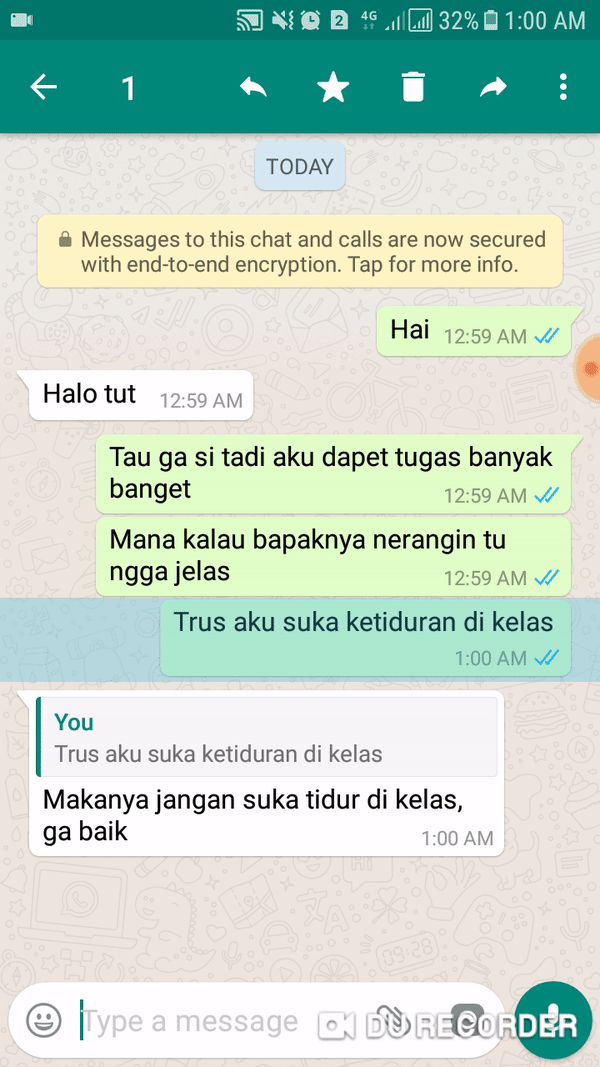 2 4G 32% 1:00 AM
1
TODAY
Messages to this chat and calls are now secured
with end-to-end encryption. Tap for more info.
Hai 12:59 AM
Halo tut 12:59 AM
Tau ga si tadi aku dapet tugas banyak
banget 12:59 AM
Mana kalau bapaknya nerangin tu
ngga jelas 12:59 AM
Trus aku suka ketiduran di kelas
1:00 AM
You
Trus aku suka ketiduran di kelas
Makanya jangan suka tidur di kelas,
ga baik 1:00 AM
Type a message DU RECORDER